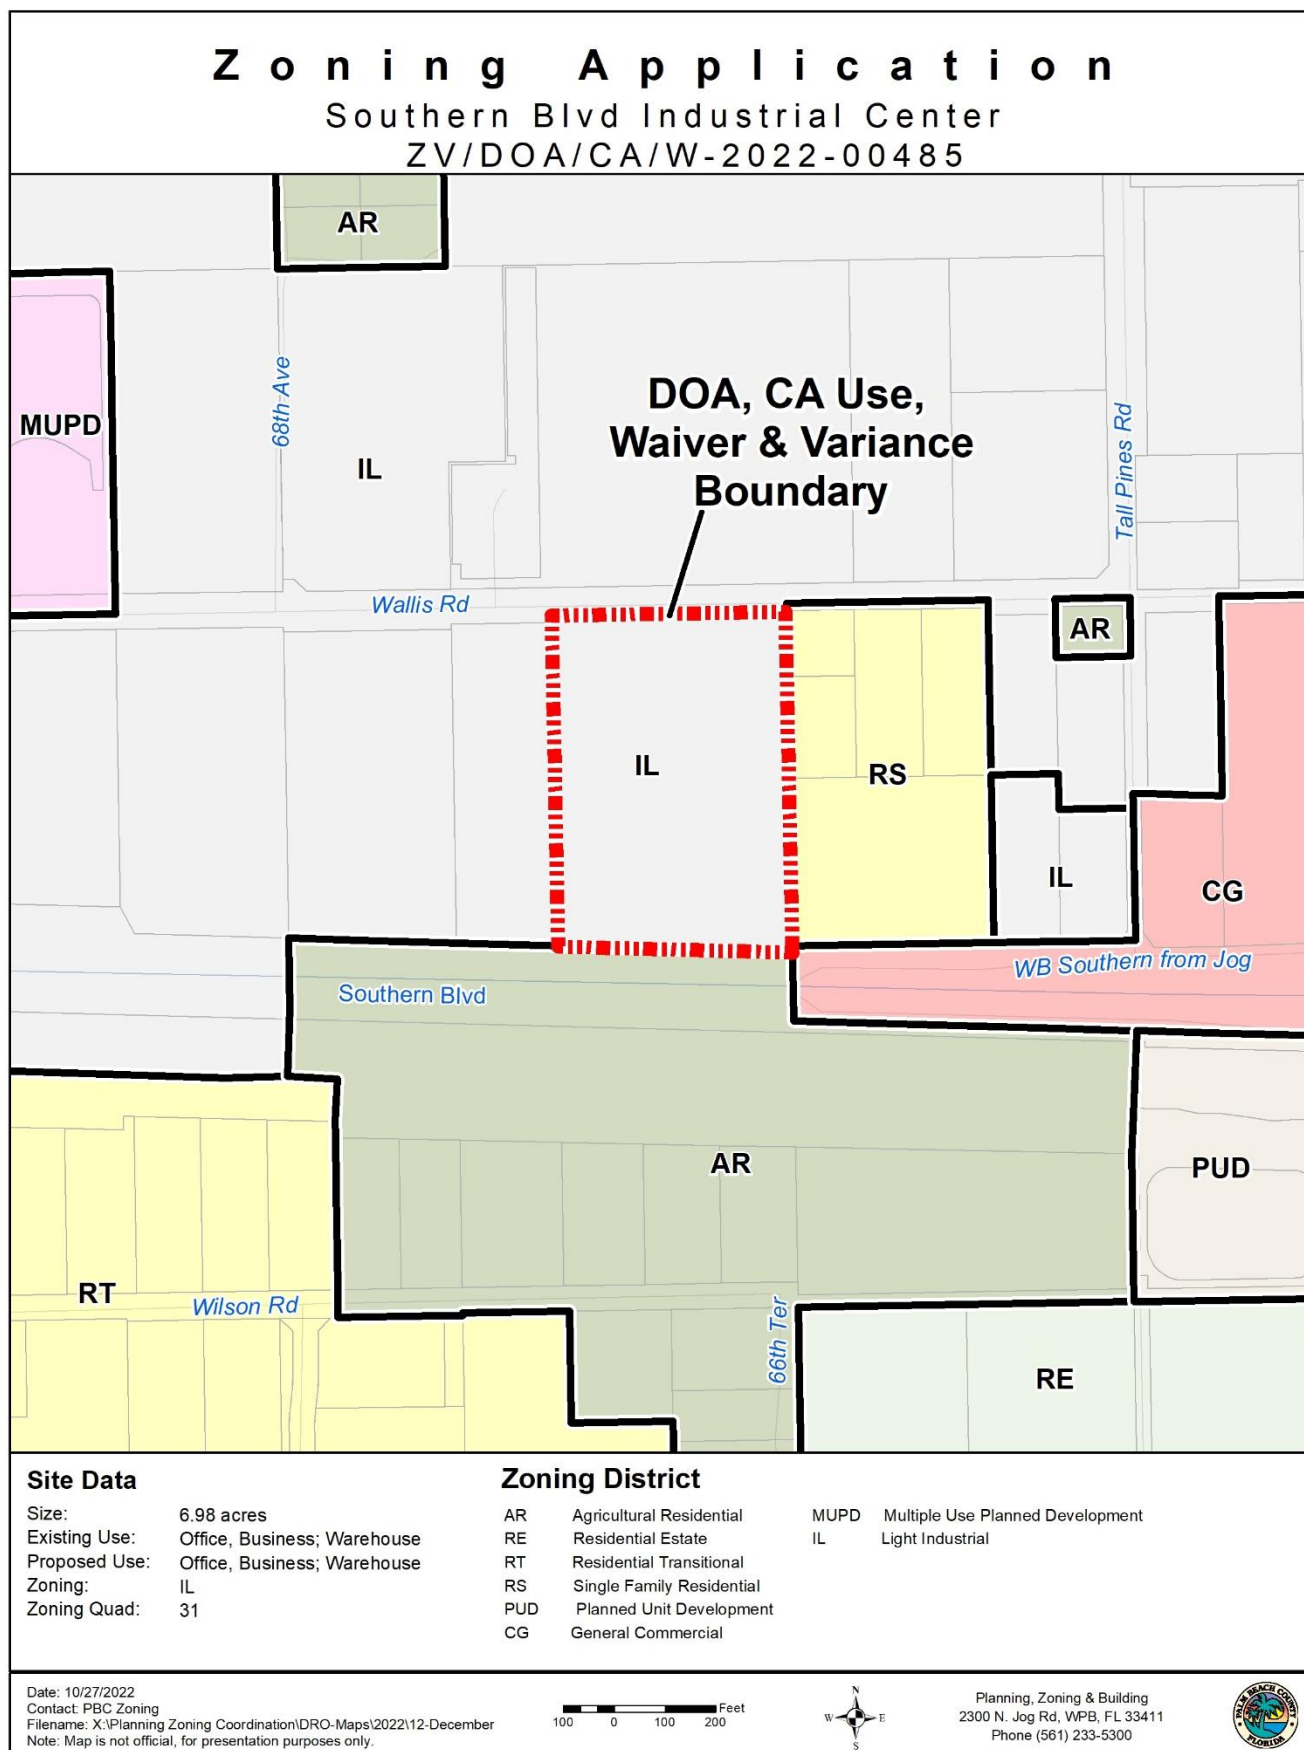 Zoning Application
Southern Blvd Industrial Center
ZV/DOA/CA/W-2022-00485
AR
MUPD
68th Ave
IL
DOA, CA Use,
Waiver & Variance
Boundary
Tall Pines Rd
Wallis Rd
AR
IL
RS
IL
CG
WB Southern from Jog
Southern Blvd
AR
PUD
RT
Wilson Rd
66th Ter
RE
Site Data
Size: 6.98 acres
Existing Use: Office, Business; Warehouse
Proposed Use: Office, Business; Warehouse
Zoning: IL
Zoning Quad: 31
Zoning District
AR Agricultural Residential
RE Residential Estate
RT Residential Transitional
RS Single Family Residential
PUD Planned Unit Development
CG General Commercial
MUPD Multiple Use Planned Development
IL Light Industrial
Date: 10/27/2022
Contact: PBC Zoning
Filename: X:\Planning Zoning Coordination\DRO-Maps\2022\12-December
Note: Map is not official, for presentation purposes only.
Feet
100 0 100 200
N
W E
S
Planning, Zoning & Building
2300 N. Jog Rd, WPB, FL 33411
Phone (561) 233-5300
PALM BEACH COUNTY
FLORIDA